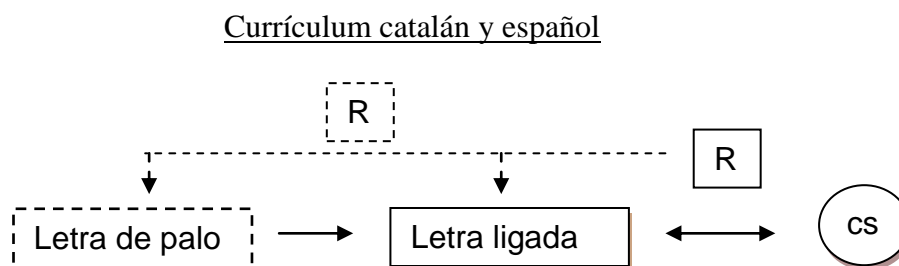 Currículum catalán y español
R
R
Letra de palo
Letra ligada
cs